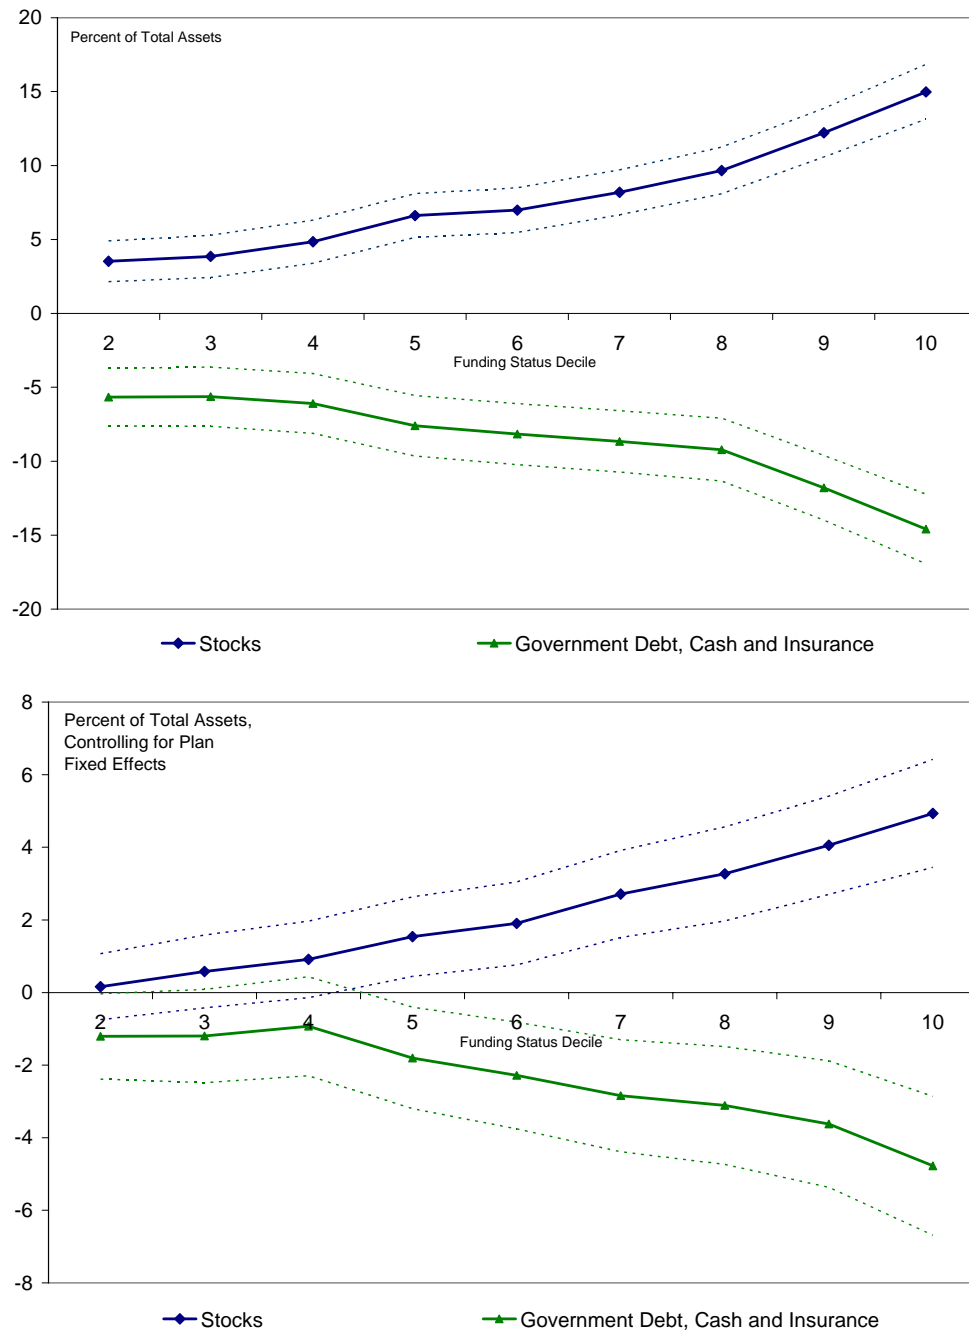 20
Percent of Total Assets
15
10
5
0
2 3 4 5 6 7 8 9 10
Funding Status Decile
-5
-10
-15
-20
Stocks Government Debt, Cash and Insurance
8
Percent of Total Assets,
Controlling for Plan
Fixed Effects
6
4
2
0
2 3 4 5 6 7 8 9 10
Funding Status Decile
-2
-4
-6
-8
Stocks Government Debt, Cash and Insurance